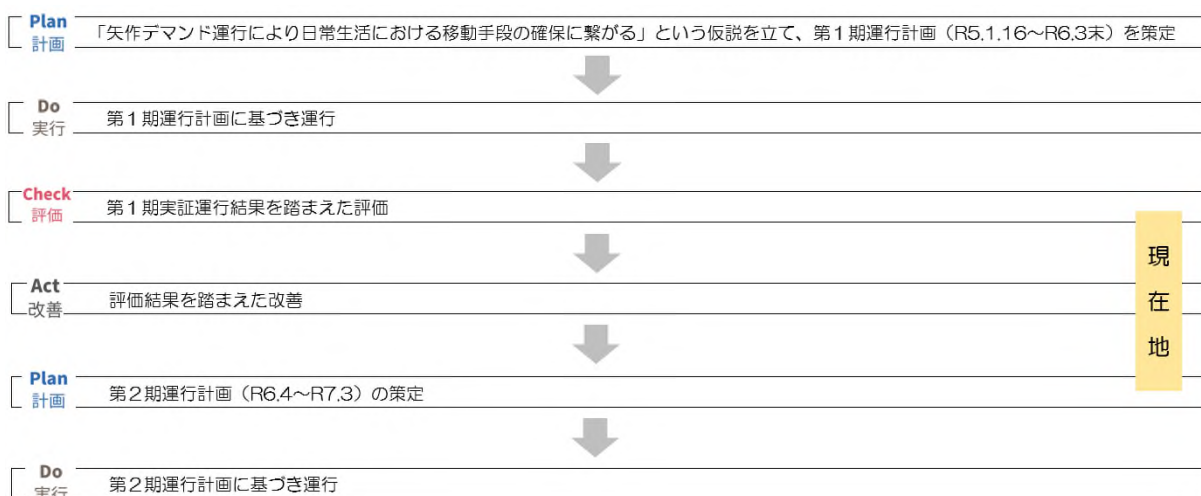 Plan
計画
「矢作デマンド運行により日常生活における移動手段の確保に繋がる」という仮説を立て、第1期運行計画（R5.1.16～R6.3末）を策定
Do
実行
第1期運行計画に基づき運行
Check
評価
第1期実証運行結果を踏まえた評価
Act
改善
評価結果を踏まえた改善
Plan
計画
第2期運行計画（R6.4～R7.3）の策定
Do
実行
第2期運行計画に基づき運行
現在地